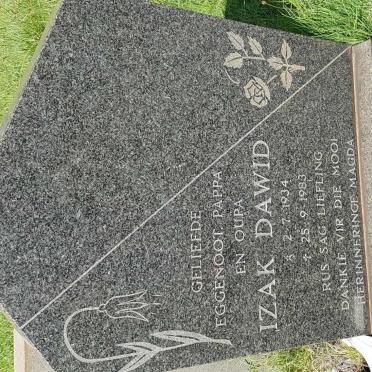 GELIEFDE
EGGENOOT PAPPA
EN OUPA
IZAK DAWID
* 2.7.1934
✝ 25.9.1983
RUS SAG LIEFLING
DANKIE VIR DIE MOOI
HERINNERINGE MAGDA